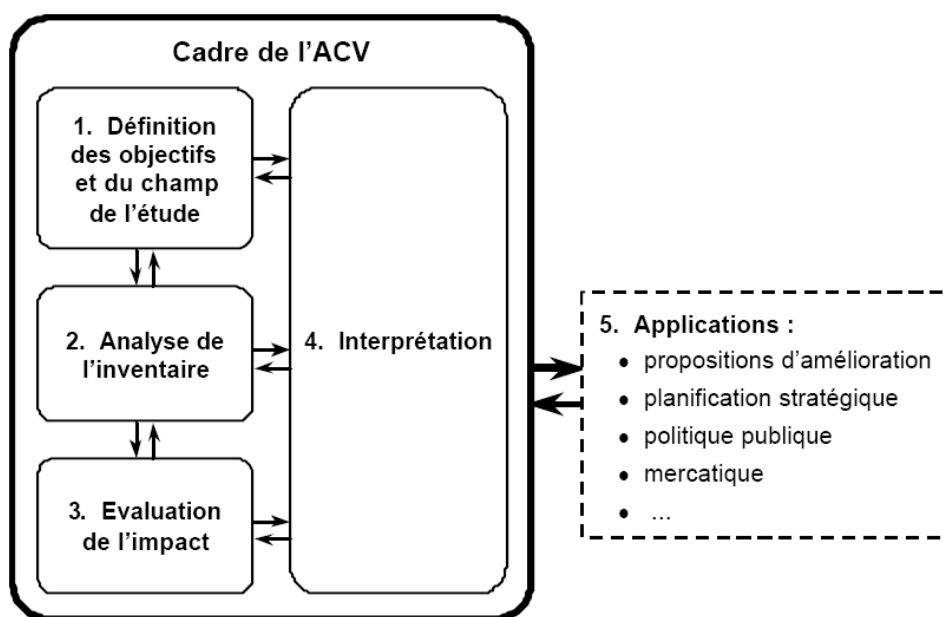 Cadre de l'ACV
1. Définition
des objectifs
et du champ
de l'étude
2. Analyse de
l'inventaire
3. Evaluation
de l'impact
4. Interprétation
5. Applications :
• propositions d'amélioration
• planification stratégique
• politique publique
• mercatique
• ...